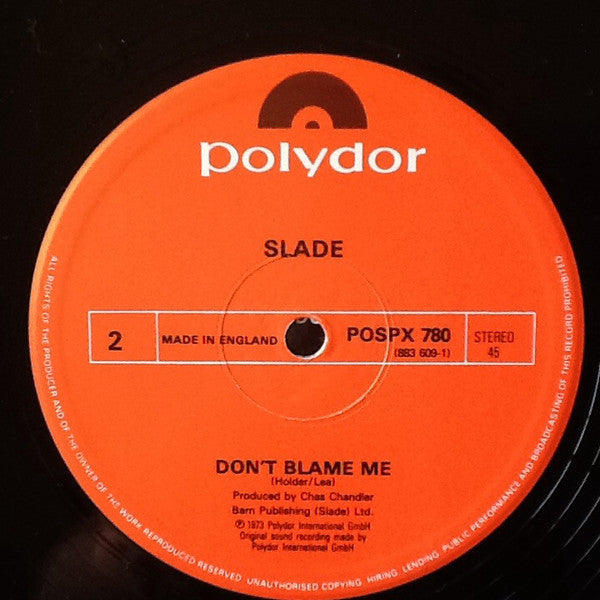 polydor
SLADE
2
MADE IN ENGLAND
POSPX 780
(883 609-1)
STEREO
45
DON'T BLAME ME
(Holder/Lea)
Produced by Chas Chandler
Barn Publishing (Slade) Ltd.
℗ 1973 Polydor International GmbH
Original sound recording made by
Polydor International GmbH
ALL RIGHTS OF THE PRODUCER AND OF THE OWNER OF THE WORK REPRODUCED RESERVED UNAUTHORISED COPYING, HIRING, LENDING, PUBLIC PERFORMANCE AND BROADCASTING OF THIS RECORD PROHIBITED